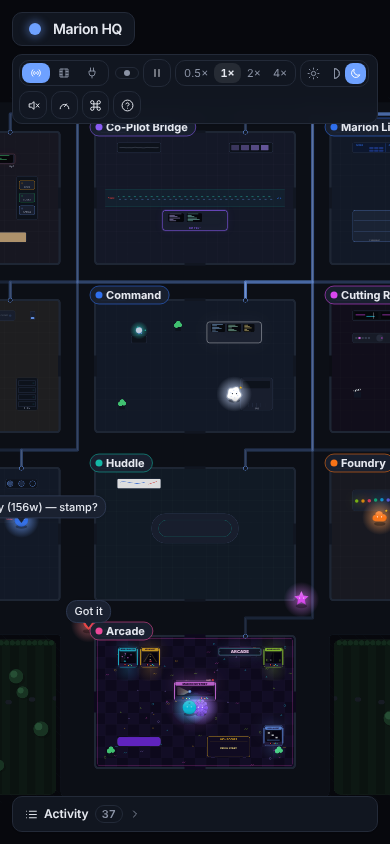 Marion HQ
0.5× 1× 2× 4×
Co-Pilot Bridge
Marion Li
Command
Cutting R
Huddle
Foundry
y (156w) — stamp?
Got it
Arcade
ARCADE
Activity 37